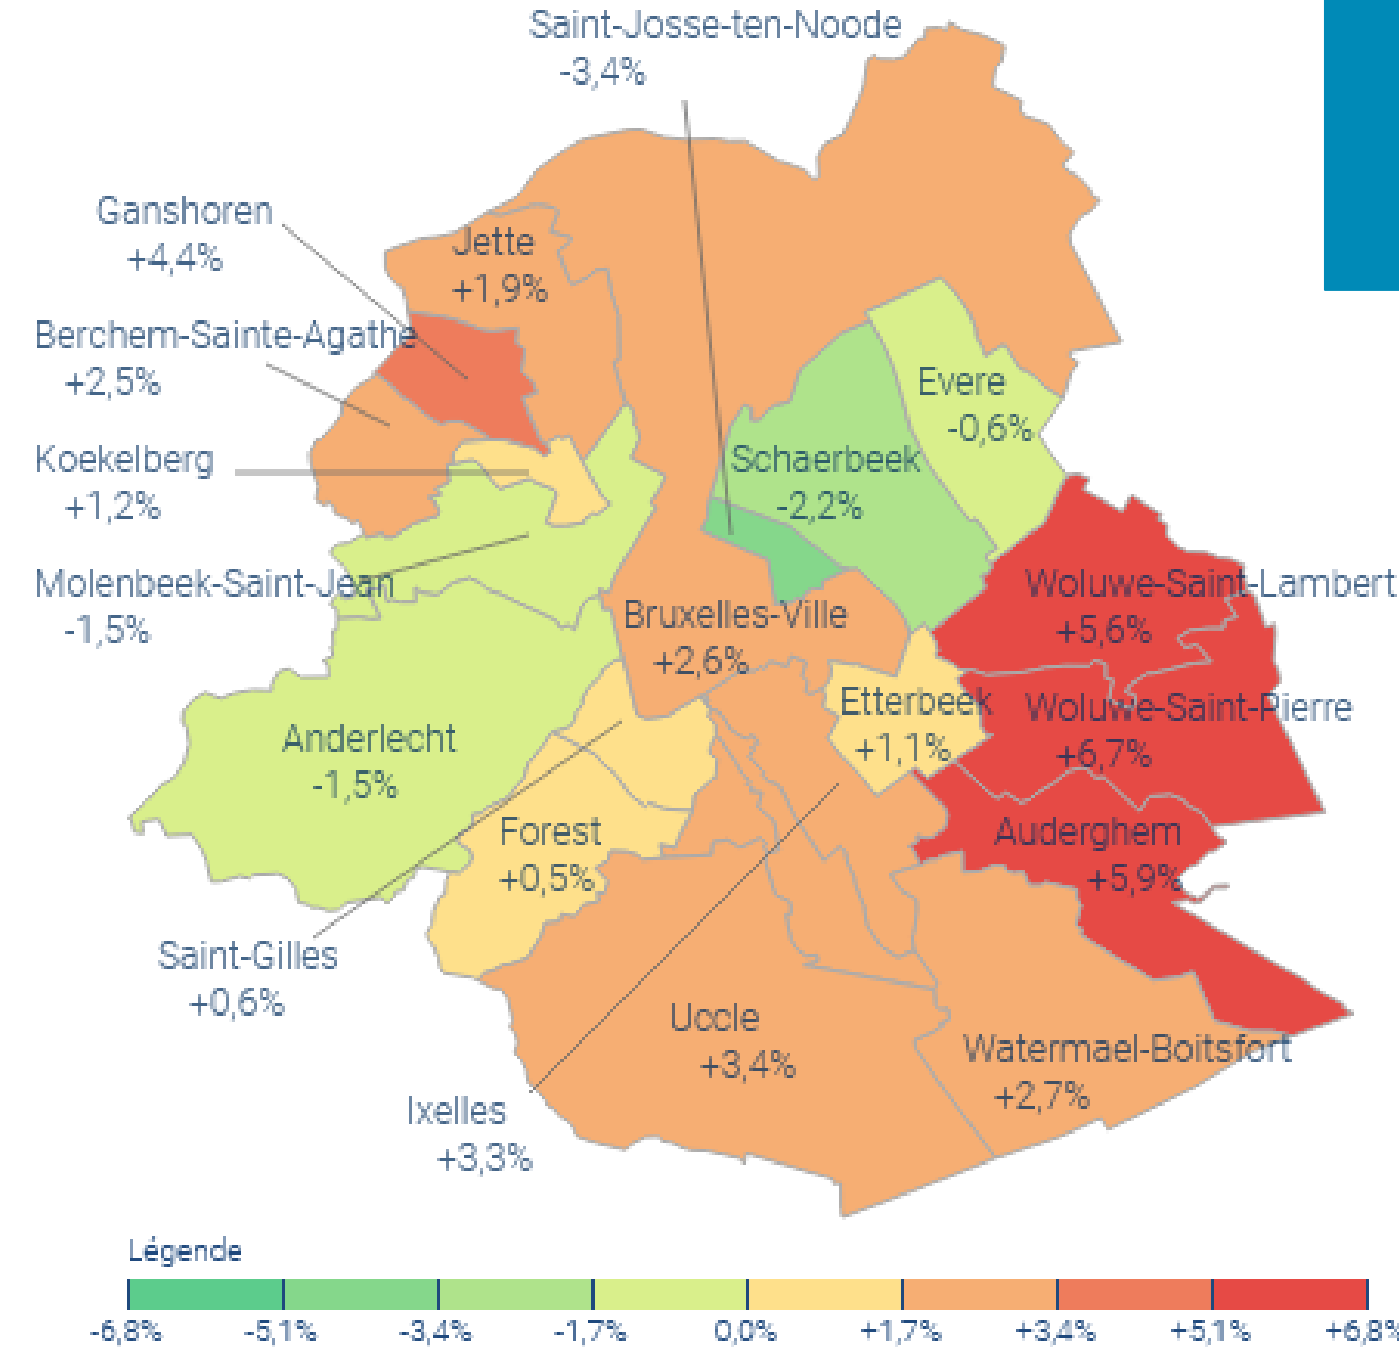 Saint-Josse-ten-Noode
-3,4%
Ganshoren
+4,4%
Jette
+1,9%
Berchem-Sainte-Agathe
+2,5%
Evere
-0,6%
Koekelberg
+1,2%
Schaerbeek
-2,2%
Molenbeek-Saint-Jean
-1,5%
Woluwe-Saint-Lambert
+5,6%
Bruxelles-Ville
+2,6%
Etterbeek
+1,1%
Woluwe-Saint-Pierre
+6,7%
Anderlecht
-1,5%
Forest
+0,5%
Auderghem
+5,9%
Saint-Gilles
+0,6%
Uccle
+3,4%
Watermael-Boitsfort
+2,7%
Ixelles
+3,3%
Légende
-6,8% -5,1% -3,4% -1,7% 0,0% +1,7% +3,4% +5,1% +6,8%